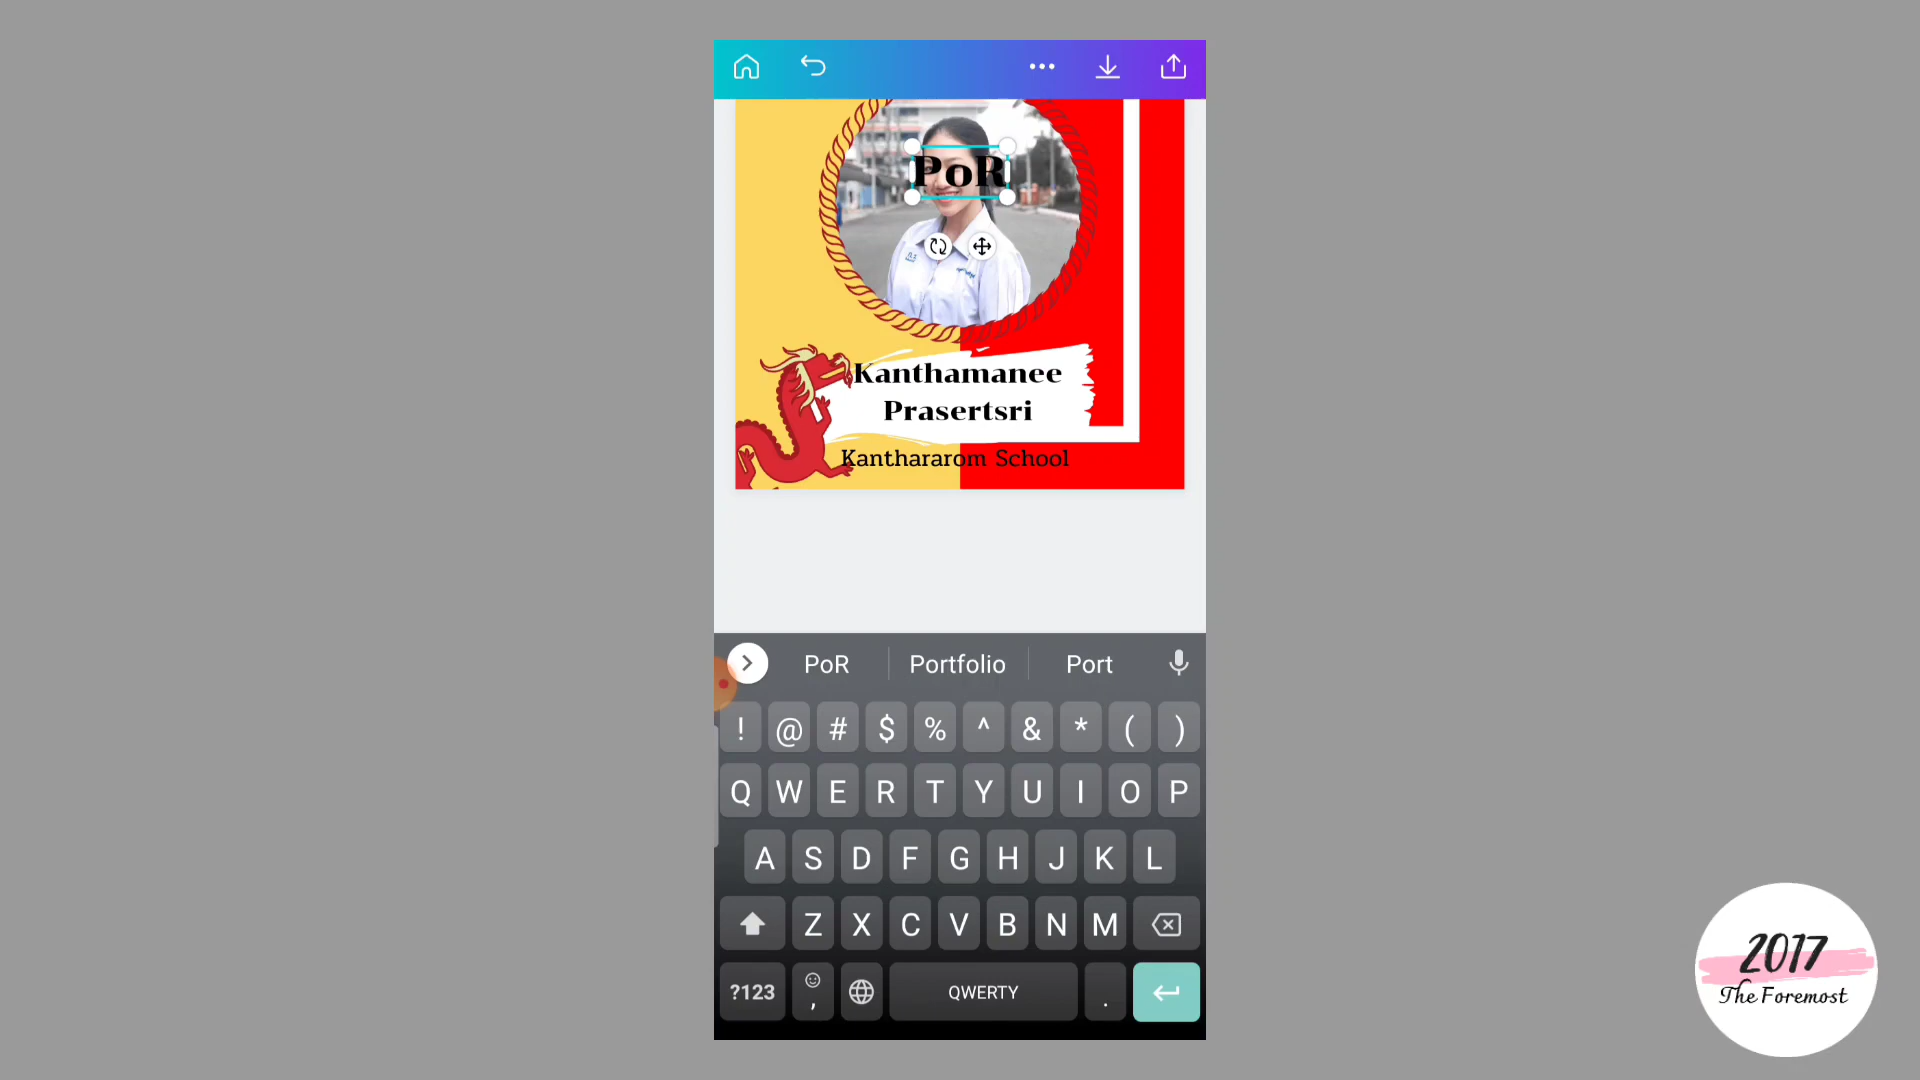 PoR
Kanthamanee
Prasertsri
Kanthararom School
PoR Portfolio Port
! @ # $ % ^ & * ( )
Q W E R T Y U I O P
A S D F G H J K L
Z X C V B N M
?123 , QWERTY .
2017
The Foremost